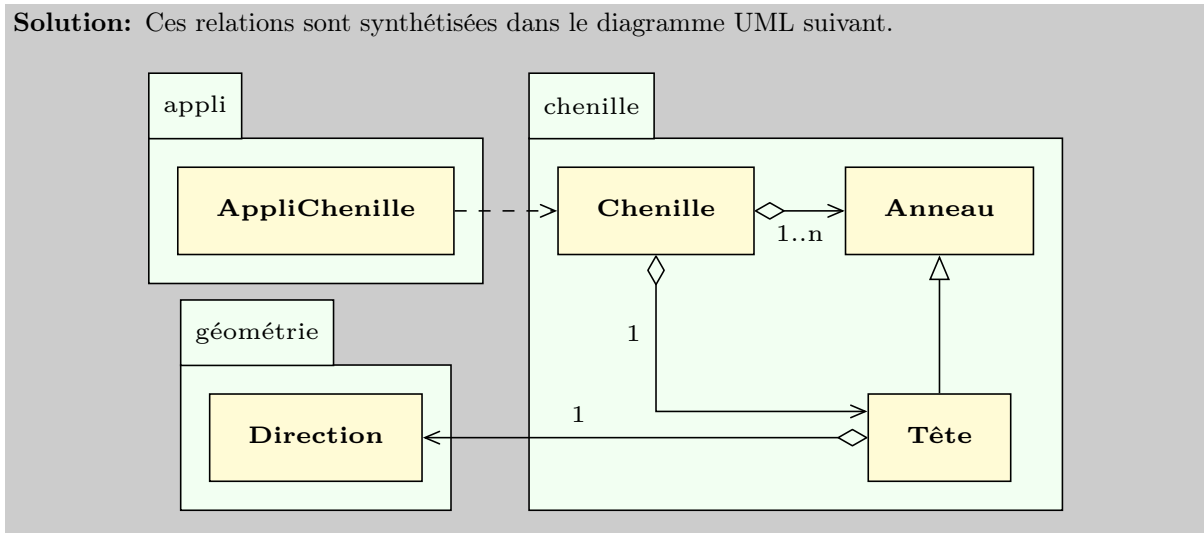 Solution: Ces relations sont synthétisées dans le diagramme UML suivant.
appli
chenille
AppliChenille
Chenille
Anneau
1..n
géométrie
1
1
Direction
Tête